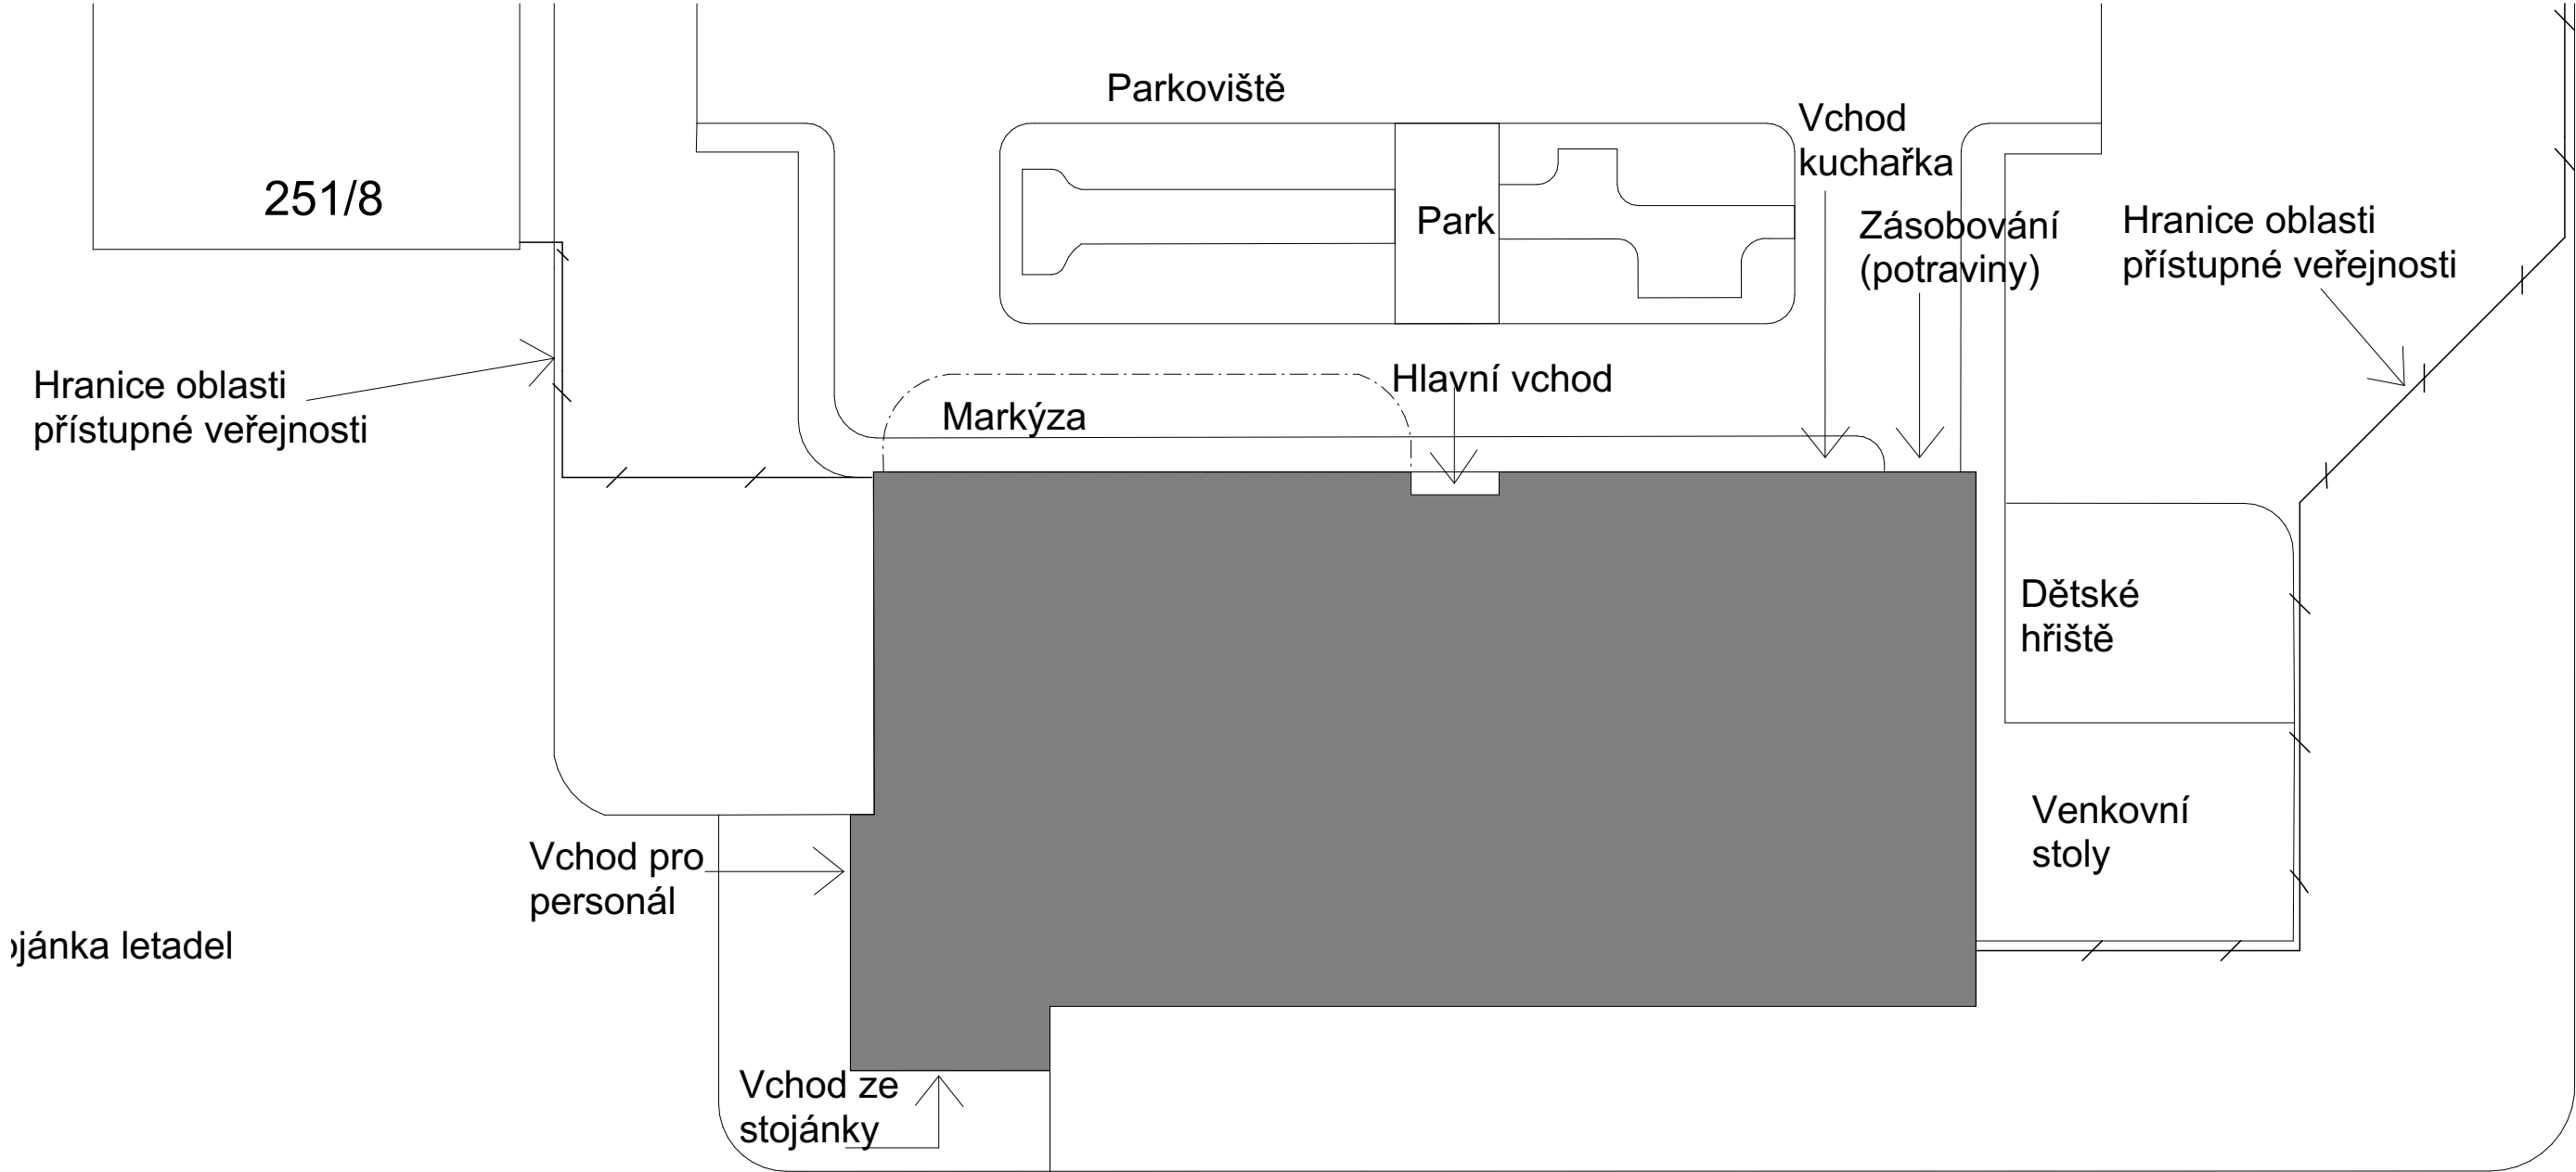 Parkoviště
Vchod
kuchařka
251/8
Park
Zásobování
(potraviny)
Hranice oblasti
přístupné veřejnosti
Hranice oblasti
přístupné veřejnosti
Hlavní vchod
Markýza
Dětské
hřiště
Venkovní
stoly
Vchod pro
personál
ojánka letadel
Vchod ze
stojánky